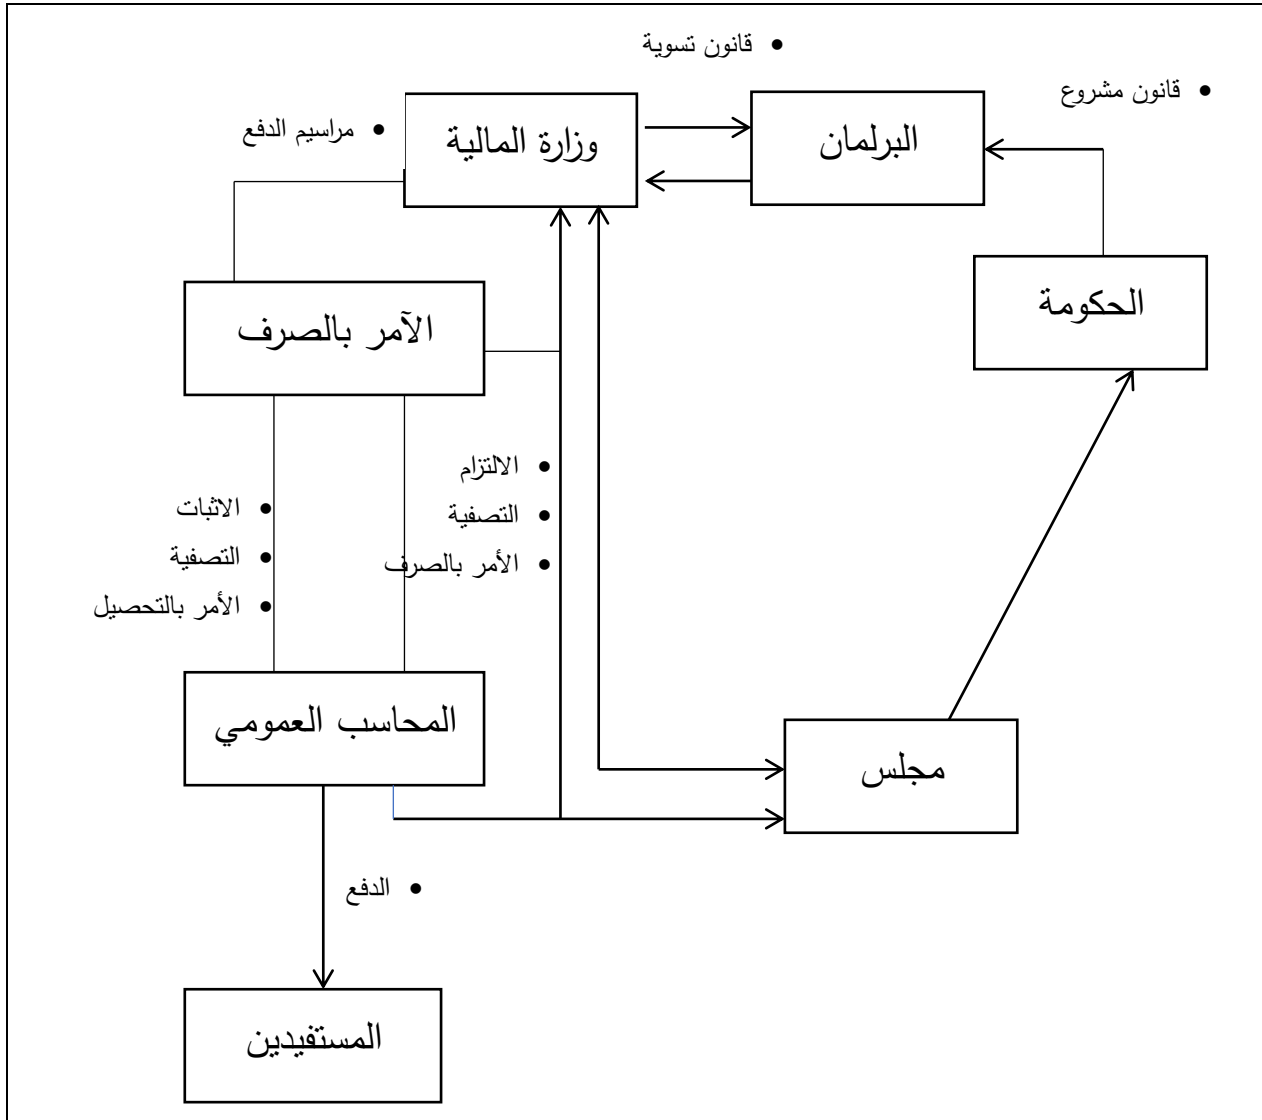 قانون تسوية
قانون مشروع
مراسيم الدفع
وزارة المالية
البرلمان
الحكومة
الآمر بالصرف
الالتزام
التصفية
الأمر بالصرف
الاثبات
التصفية
الأمر بالتحصيل
المحاسب العمومي
مجلس
الدفع
المستفيدين